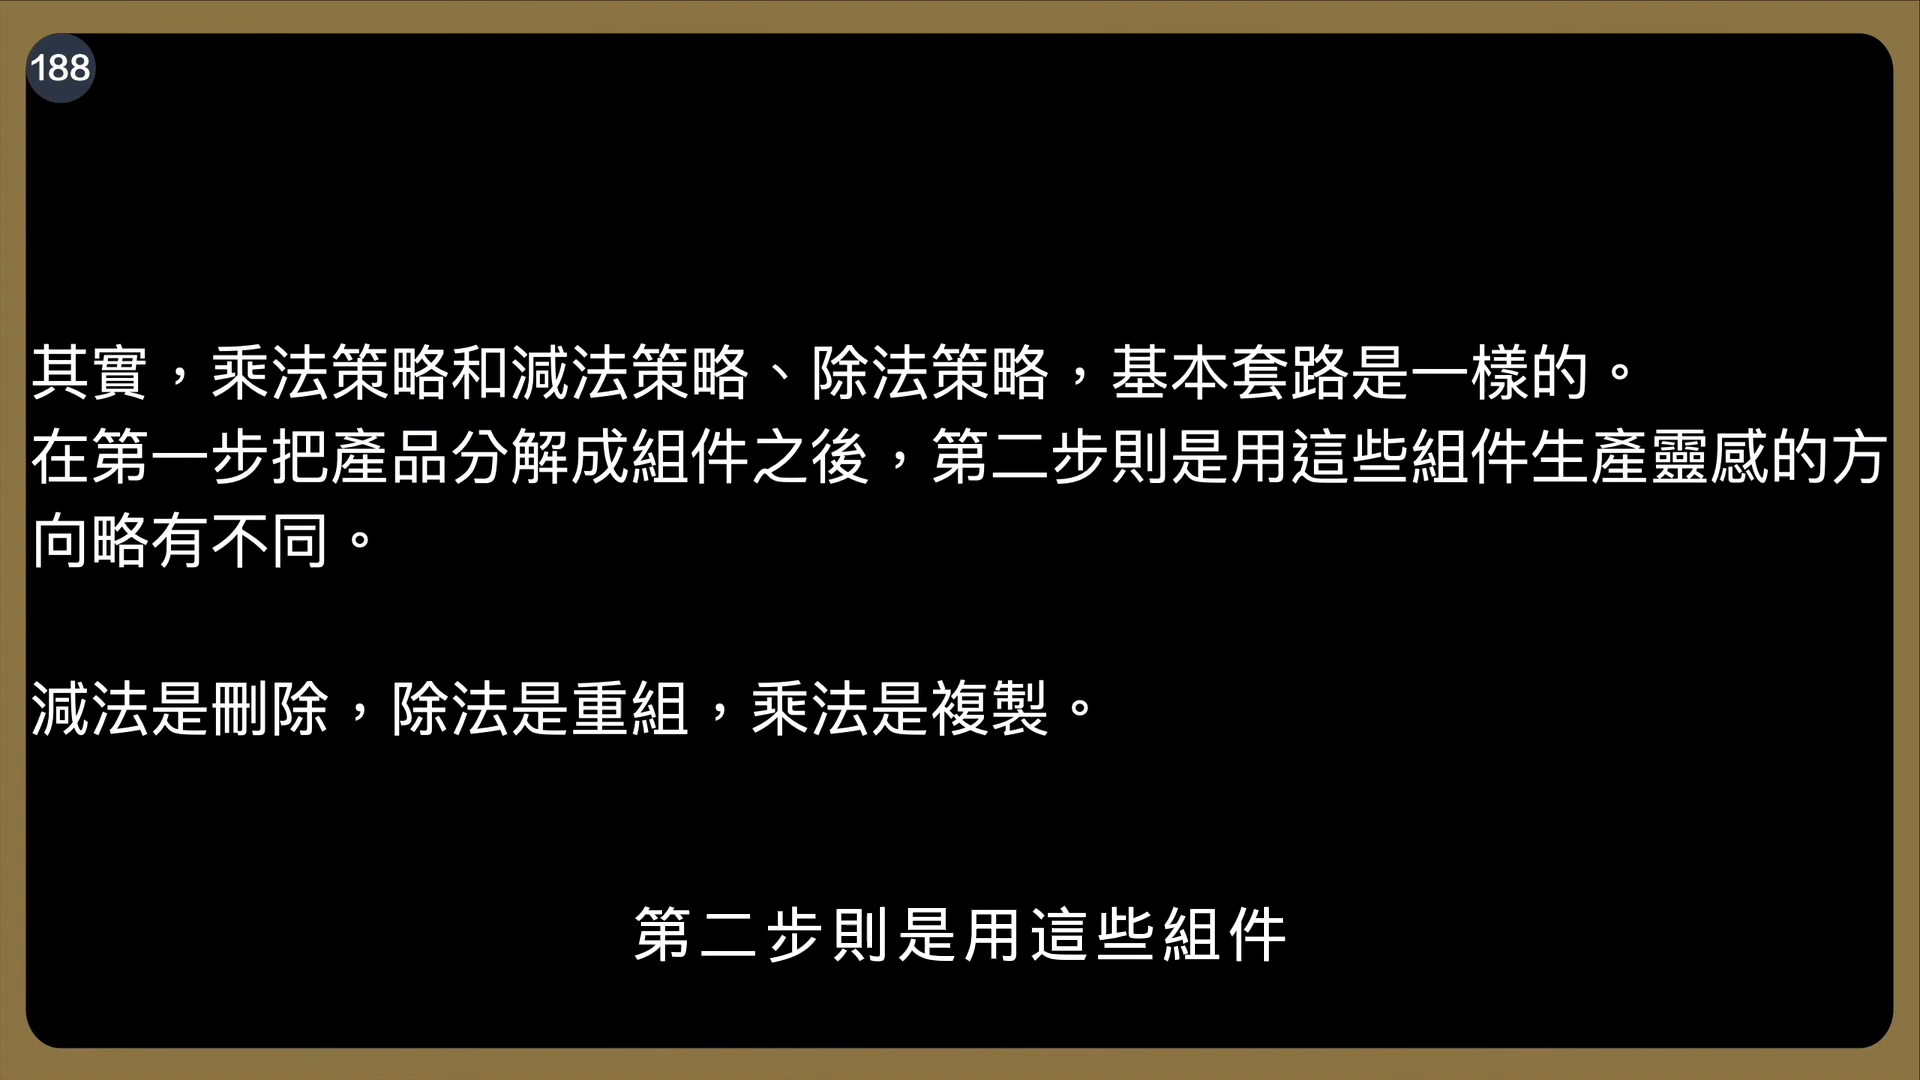 188
其實，乘法策略和減法策略、除法策略，基本套路是一樣的。
在第一步把產品分解成組件之後，第二步則是用這些組件生產靈感的方
向略有不同。
減法是刪除，除法是重組，乘法是複製。
第二步則是用這些組件